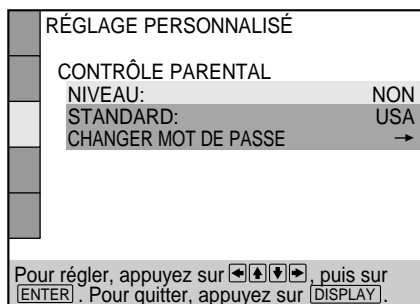 RÉGLAGE PERSONNALISÉ
CONTRÔLE PARENTAL
NIVEAU: NON
STANDARD: USA
CHANGER MOT DE PASSE →
Pour régler, appuyez sur ←↑↓→, puis sur
ENTER. Pour quitter, appuyez sur DISPLAY.